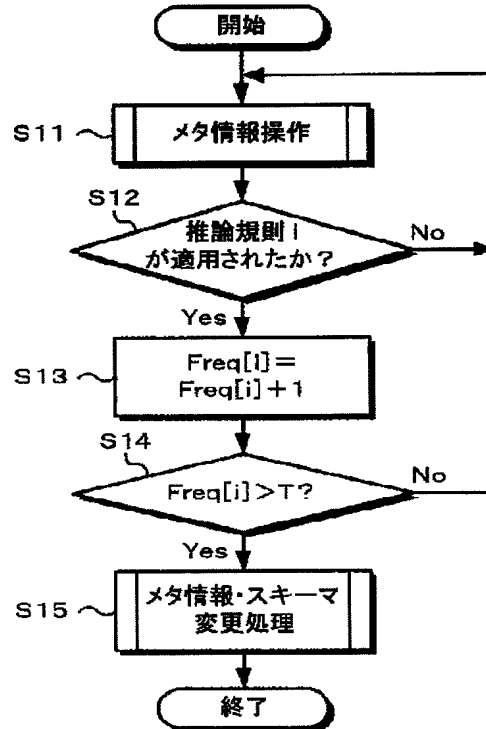 開始
S11
メタ情報操作
S12
推論規則 i
が適用されたか？
No
Yes
S13
Freq[i]=
Freq[i]+1
S14
Freq[i]>T?
No
Yes
S15
メタ情報・スキーマ
変更処理
終了